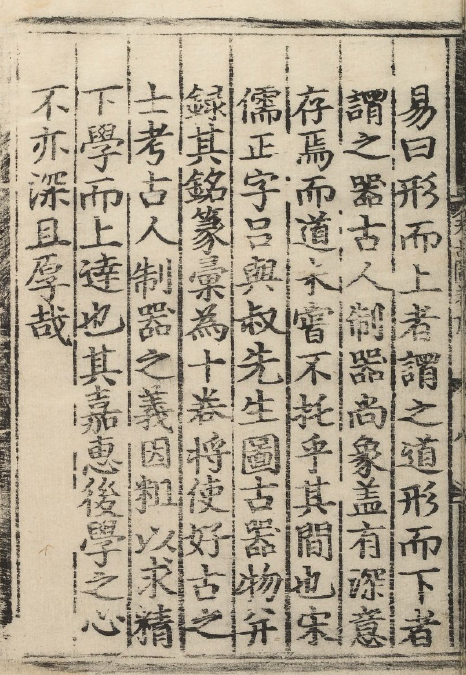 易曰形而上者謂之道形而下者
謂之器古人制器尚象盖有深意
存焉而道未嘗不托乎其間也宋
儒正字吕與叔先生圖古器物并
録其銘篆彙為十卷將使好古之
士考古人制器之義因粗以求精
下學而上達也其嘉惠後學之心
不亦深且厚哉